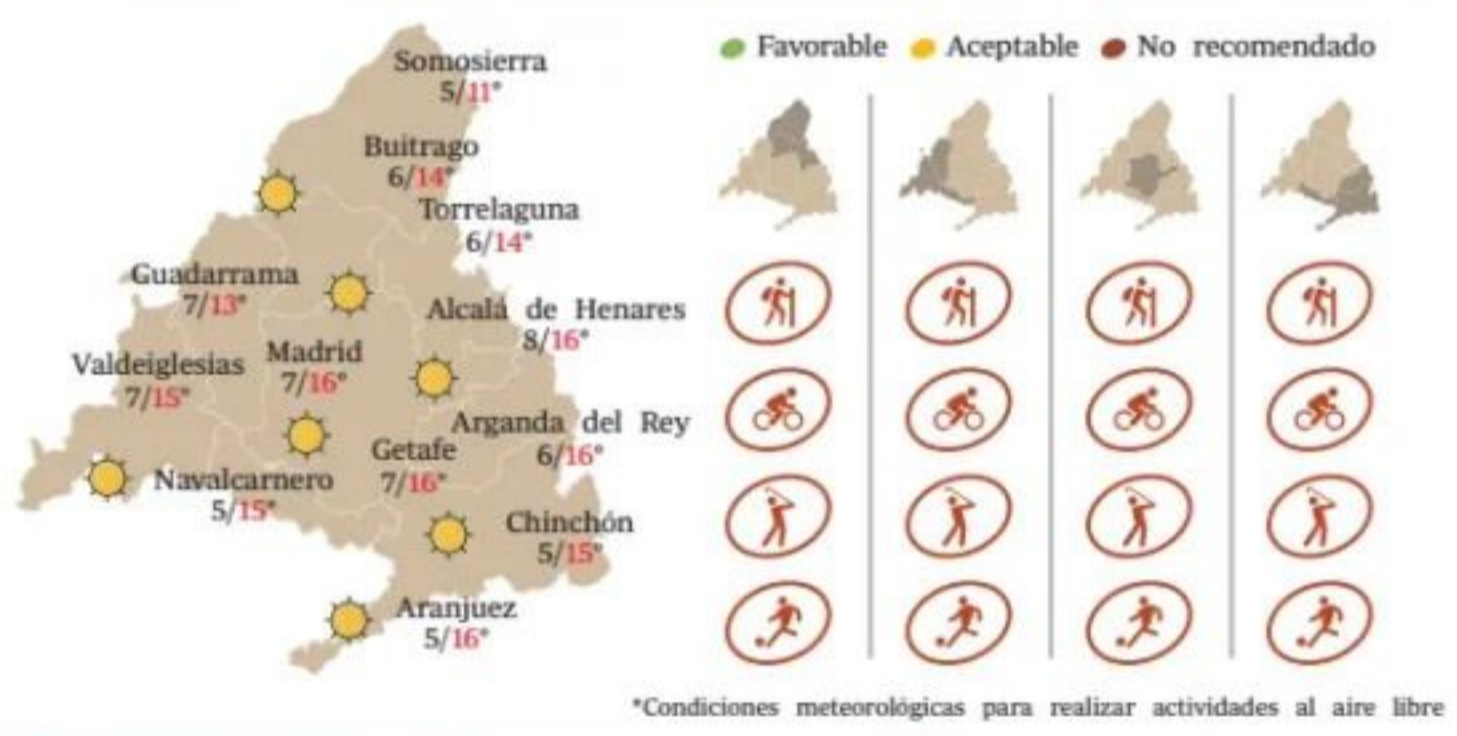 Favorable Aceptable No recomendado
Somosierra
5/11°
Buitrago
6/14°
Torrelaguna
6/14°
Guadarrama
7/13°
Alcalá de Henares
8/16°
Valdeiglesias
7/15°
Madrid
7/16°
Arganda del Rey
6/16°
Getafe
7/16°
Navalcarnero
5/15°
Chinchón
5/15°
Aranjuez
5/16°
*Condiciones meteorológicas para realizar actividades al aire libre